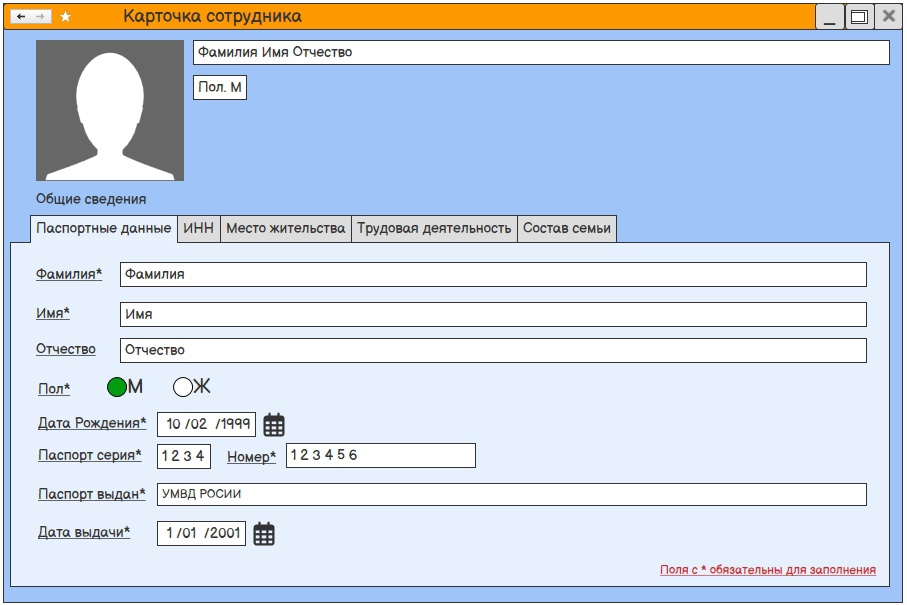 Карточка сотрудника
Фамилия Имя Отчество
Пол. М
Общие сведения
Паспортные данные ИНН Место жительства Трудовая деятельность Состав семьи
Фамилия* Фамилия
Имя* Имя
Отчество Отчество
Пол* М Ж
Дата Рождения* 10 /02 /1999
Паспорт серия* 1 2 3 4 Номер* 1 2 3 4 5 6
Паспорт выдан* УМВД РОСИИ
Дата выдачи* 1 /01 /2001
Поля с * обязательны для заполнения